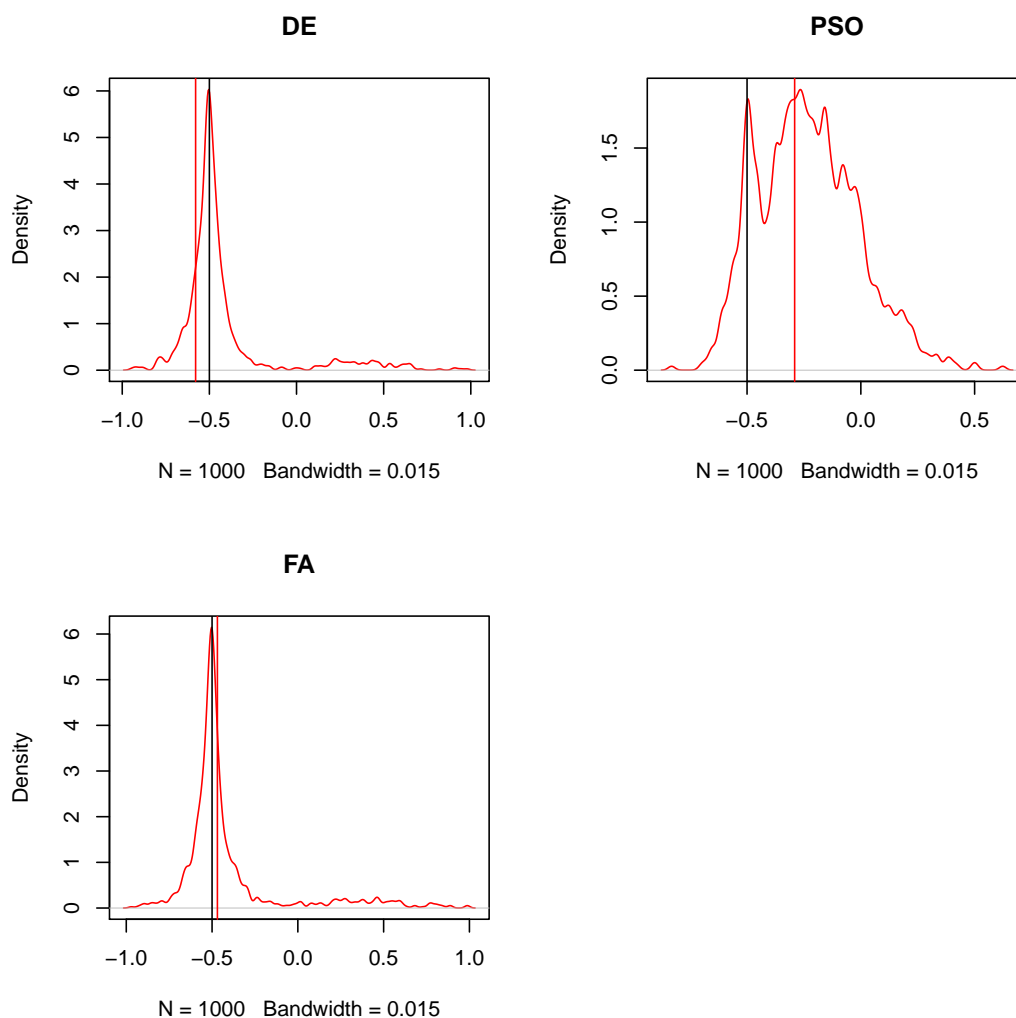 DE
Density
0 1 2 3 4 5 6
−1.0 −0.5 0.0 0.5 1.0
N = 1000 Bandwidth = 0.015
PSO
Density
0.0 0.5 1.0 1.5
−0.5 0.0 0.5
N = 1000 Bandwidth = 0.015
FA
Density
0 1 2 3 4 5 6
−1.0 −0.5 0.0 0.5 1.0
N = 1000 Bandwidth = 0.015